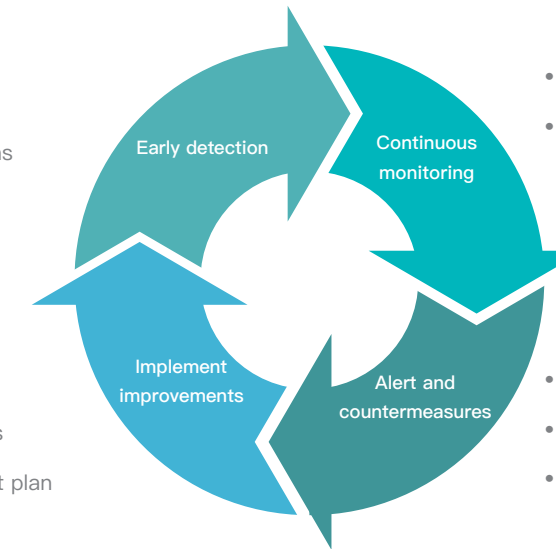 Early detection
Continuous
monitoring
Alert and
countermeasures
Implement
improvements
plan